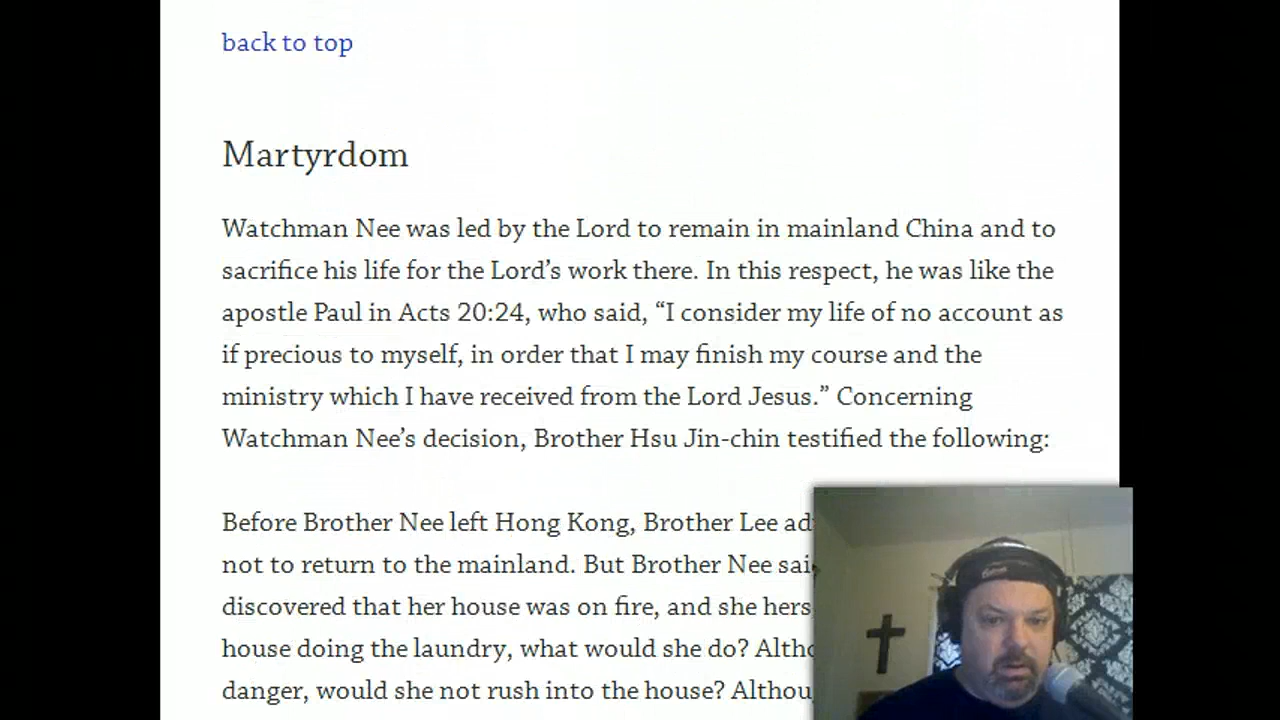 back to top
Martyrdom
Watchman Nee was led by the Lord to remain in mainland China and to
sacrifice his life for the Lord’s work there. In this respect, he was like the
apostle Paul in Acts 20:24, who said, “I consider my life of no account as
if precious to myself, in order that I may finish my course and the
ministry which I have received from the Lord Jesus.” Concerning
Watchman Nee’s decision, Brother Hsu Jin-chin testified the following:
Before Brother Nee left Hong Kong, Brother Lee
not to return to the mainland. But Brother Nee
discovered that her house was on fire, and she
house doing the laundry, what would she do?
danger, would she not rush into the house?